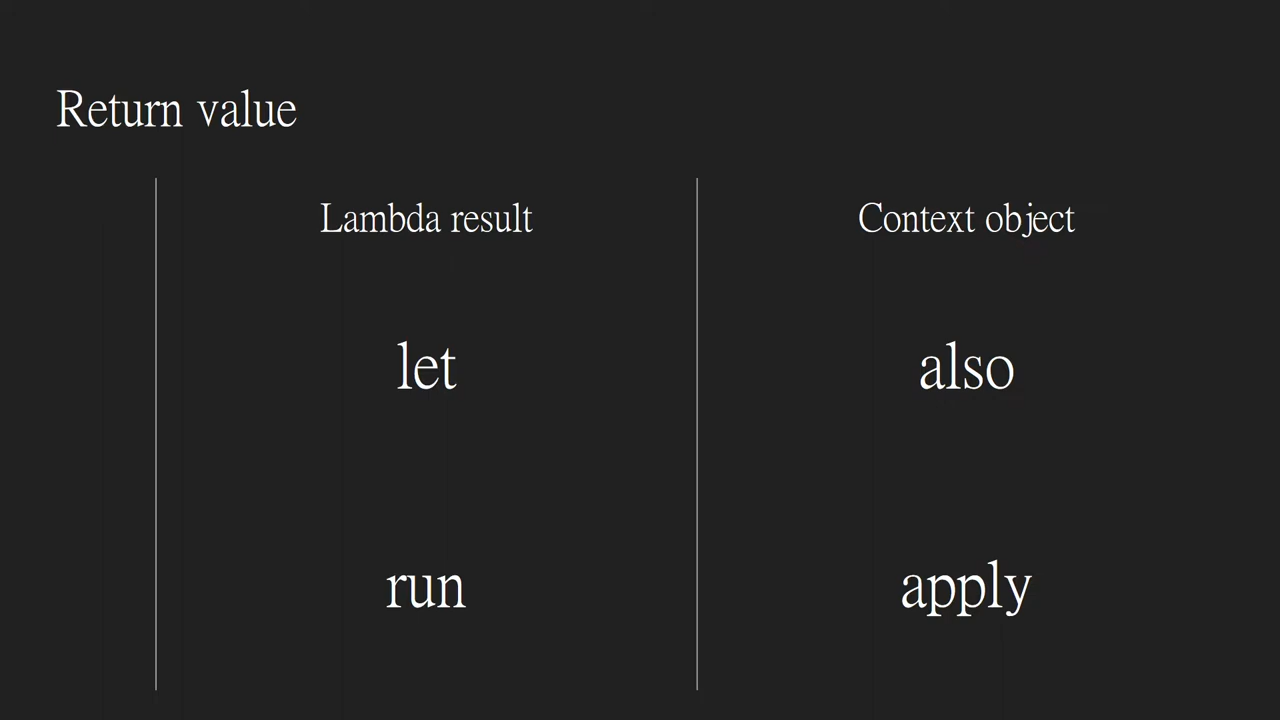 Return value
Lambda result
Context object
let
also
run
apply